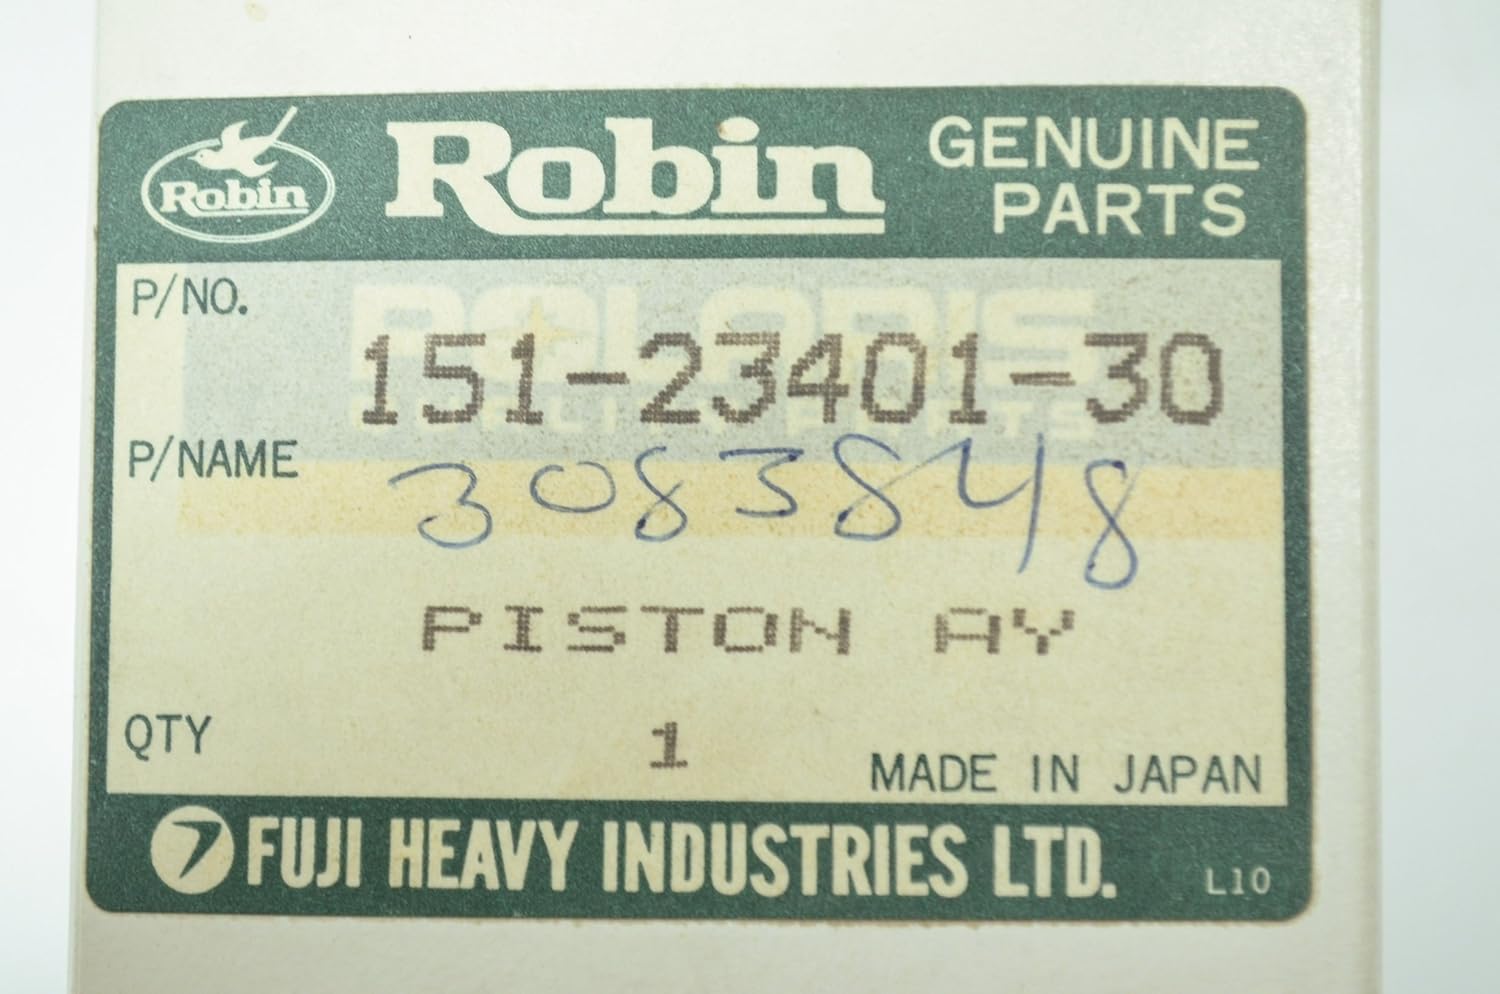 Robin
Robin
GENUINE
PARTS
P/NO.
POLARIS
151-23401-30
P/NAME
3083848
PISTON AY
QTY
1
MADE IN JAPAN
FUJI HEAVY INDUSTRIES LTD.
L10